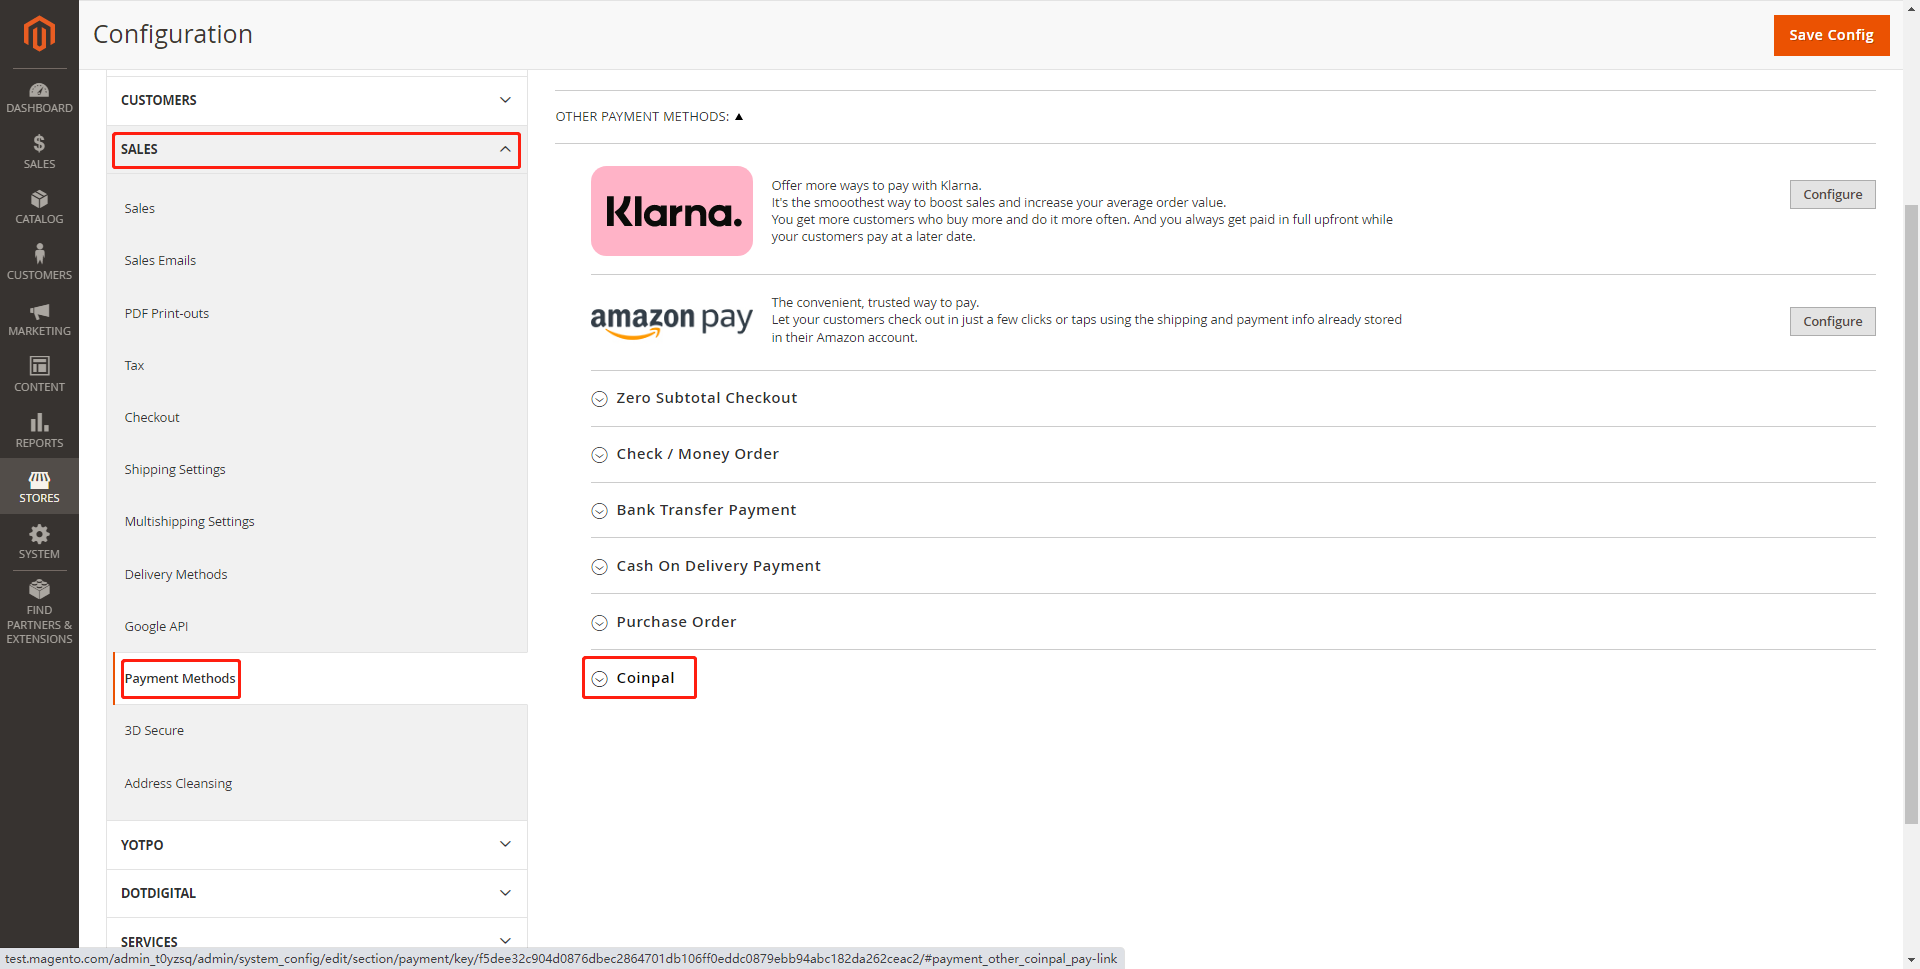 Configuration
Save Config
DASHBOARD
SALES
CATALOG
CUSTOMERS
MARKETING
CONTENT
REPORTS
STORES
SYSTEM
FIND
PARTNERS &
EXTENSIONS
CUSTOMERS
SALES
Sales
Sales Emails
PDF Print-outs
Tax
Checkout
Shipping Settings
Multishipping Settings
Delivery Methods
Google API
Payment Methods
3D Secure
Address Cleansing
YOTPO
DOTDIGITAL
SERVICES
OTHER PAYMENT METHODS:
Klarna.
Offer more ways to pay with Klarna.
It's the smooothest way to boost sales and increase your average order value.
You get more customers who buy more and do it more often. And you always get paid in full upfront while
your customers pay at a later date.
Configure
amazon pay
The convenient, trusted way to pay.
Let your customers check out in just a few clicks or taps using the shipping and payment info already stored
in their Amazon account.
Configure
Zero Subtotal Checkout
Check / Money Order
Bank Transfer Payment
Cash On Delivery Payment
Purchase Order
Coinpal
test.magento.com/admin_t0yzsq/admin/system_config/edit/section/payment/key/f5dee32c904d0876dbec2864701db106ff0eddc0879ebb94abc182da262ceac2/#payment_other_coinpal_pay-link